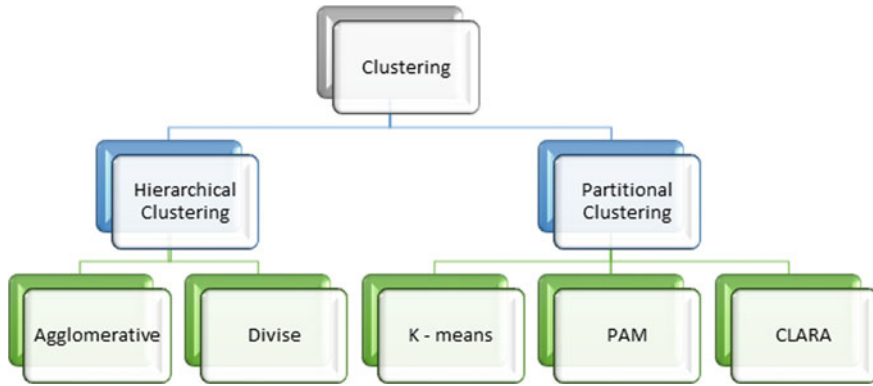 Clustering
Hierarchical
Clustering
Partitional
Clustering
Agglomerative
Divise
K - means
PAM
CLARA